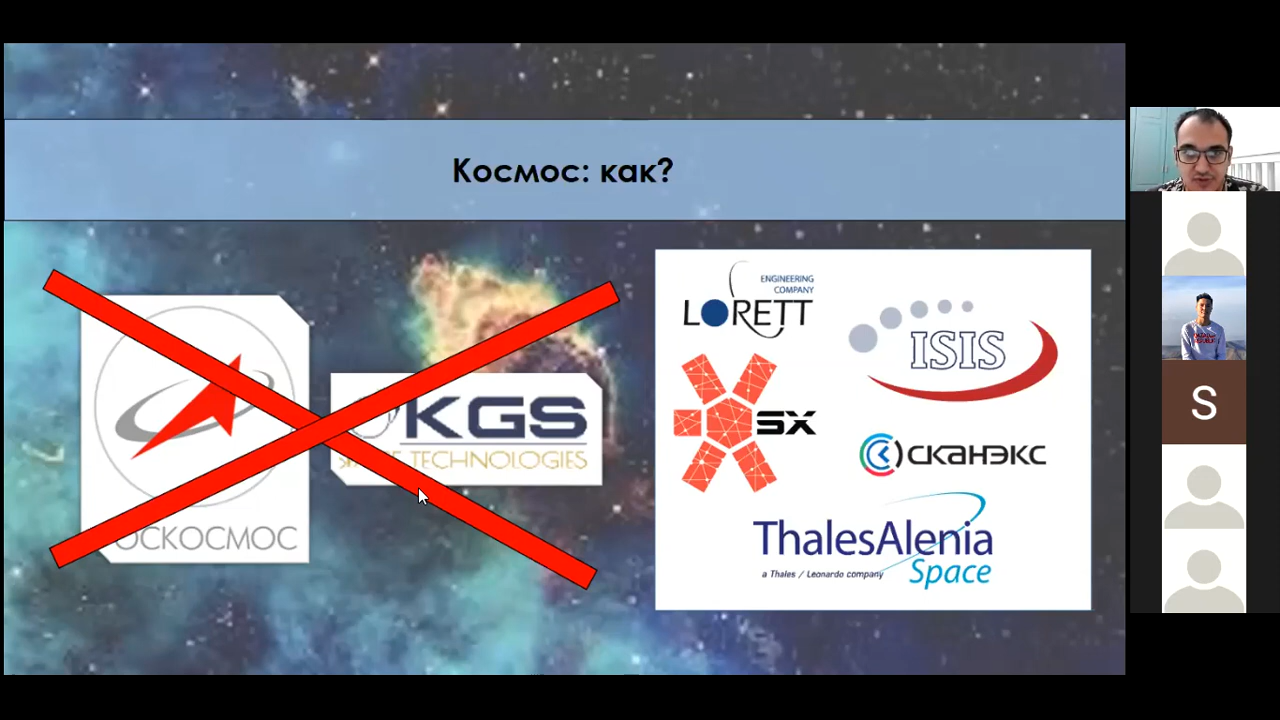 Космос: как?
ОСКОСМОС
KGS
SPACE TECHNOLOGIES
ENGINEERING
COMPANY
LORETT
ISIS
SX
СКАНЭКС
ThalesAlenia
a Thales / Leonardo company
Space
S